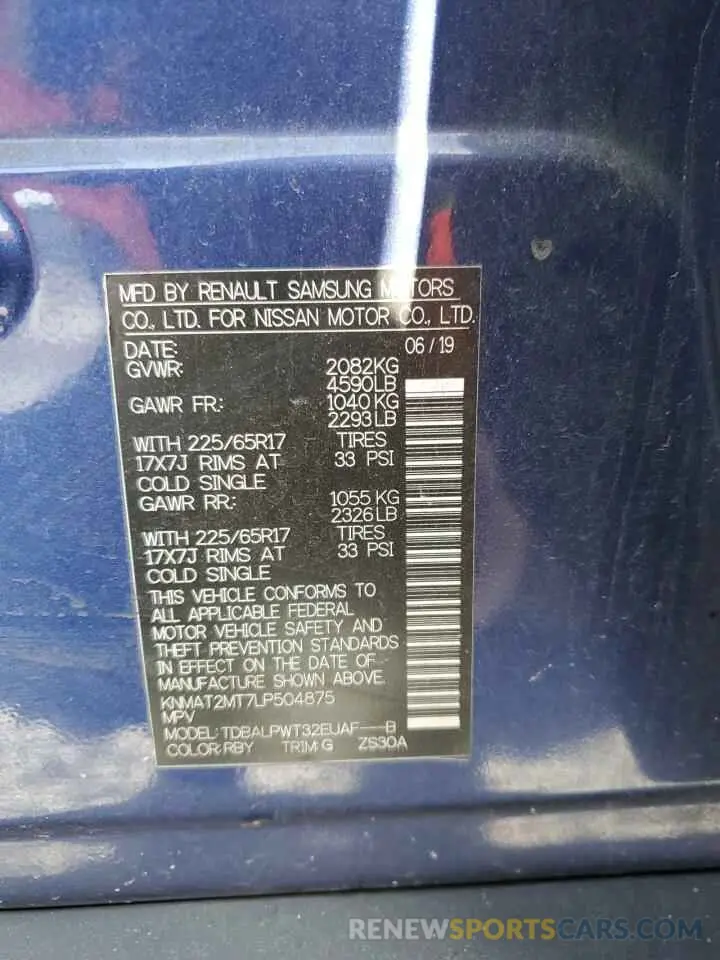 MFD BY RENAULT SAMSUNG MOTORS
CO., LTD. FOR NISSAN MOTOR CO., LTD.
DATE: 06/19
GVWR: 2082KG
4590LB
GAWR FR.: 1040 KG
2293LB
WITH 225/65R17 TIRES
17X7J RIMS AT 33 PSI
COLD SINGLE
GAWR RR.: 1055 KG
2326LB
WITH 225/65R17 TIRES
17X7J RIMS AT 33 PSI
COLD SINGLE
THIS VEHICLE CONFORMS TO
ALL APPLICABLE FEDERAL
MOTOR VEHICLE SAFETY AND
THEFT PREVENTION STANDARDS
IN EFFECT ON THE DATE OF
MANUFACTURE SHOWN ABOVE.
KNMAT2MT7LP504875
MPV
MODEL: TDBALPWT32EUAF---B
COLOR: RBY TRIM: G ZS30A
RENEWSPORTSCARS.COM